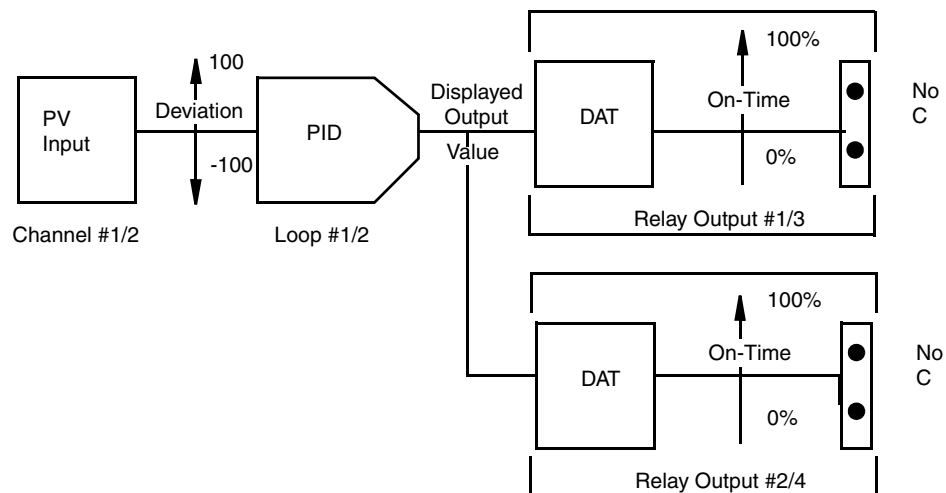 PV
Input
Channel #1/2
100
Deviation
-100
PID
Loop #1/2
Displayed
Output
Value
DAT
100%
On-Time
0%
No
C
Relay Output #1/3
DAT
100%
On-Time
0%
No
C
Relay Output #2/4